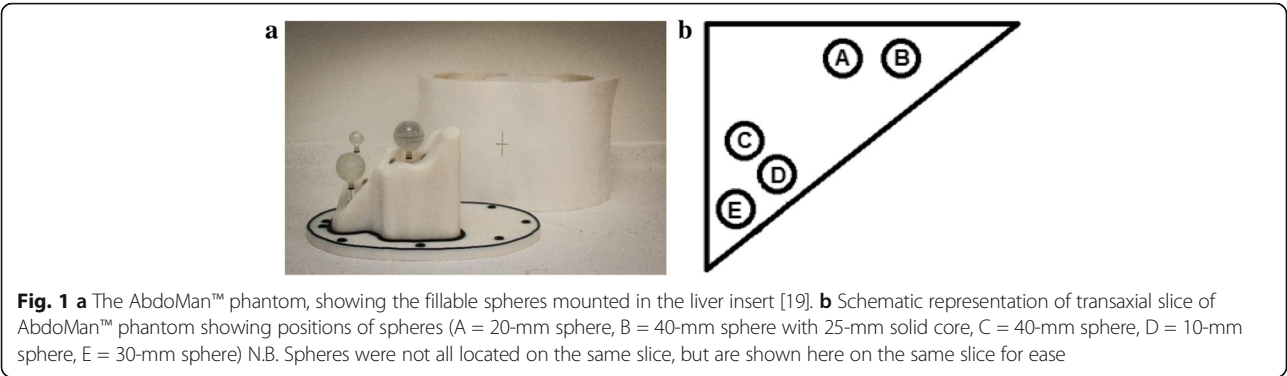 a
b
A
B
C
D
E
Fig. 1 a The AbdoMan™ phantom, showing the fillable spheres mounted in the liver insert [19]. b Schematic representation of transaxial slice of
AbdoMan™ phantom showing positions of spheres (A = 20-mm sphere, B = 40-mm sphere with 25-mm solid core, C = 40-mm sphere, D = 10-mm
sphere, E = 30-mm sphere) N.B. Spheres were not all located on the same slice, but are shown here on the same slice for ease